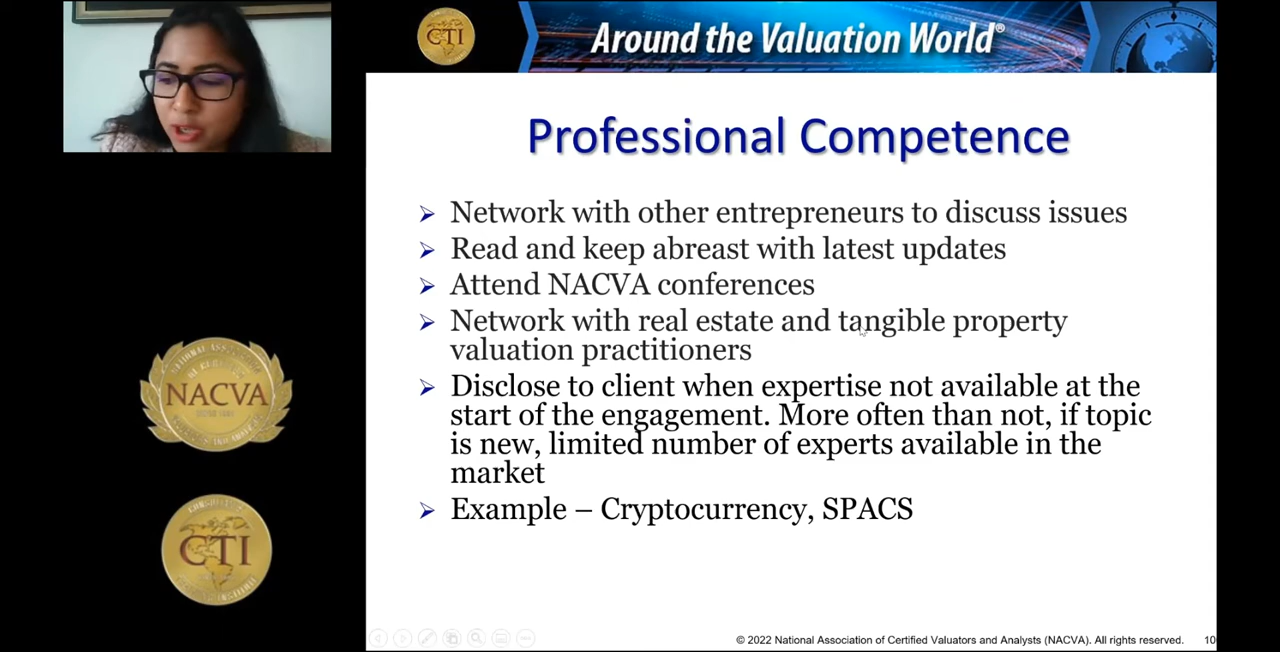 CTI
Around the Valuation World®
Professional Competence
Network with other entrepreneurs to discuss issues
Read and keep abreast with latest updates
Attend NACVA conferences
Network with real estate and tangible property
valuation practitioners
Disclose to client when expertise not available at the
start of the engagement. More often than not, if topic
is new, limited number of experts available in the
market
Example – Cryptocurrency, SPACS
NACVA
CTI
© 2022 National Association of Certified Valuators and Analysts (NACVA). All rights reserved.
10